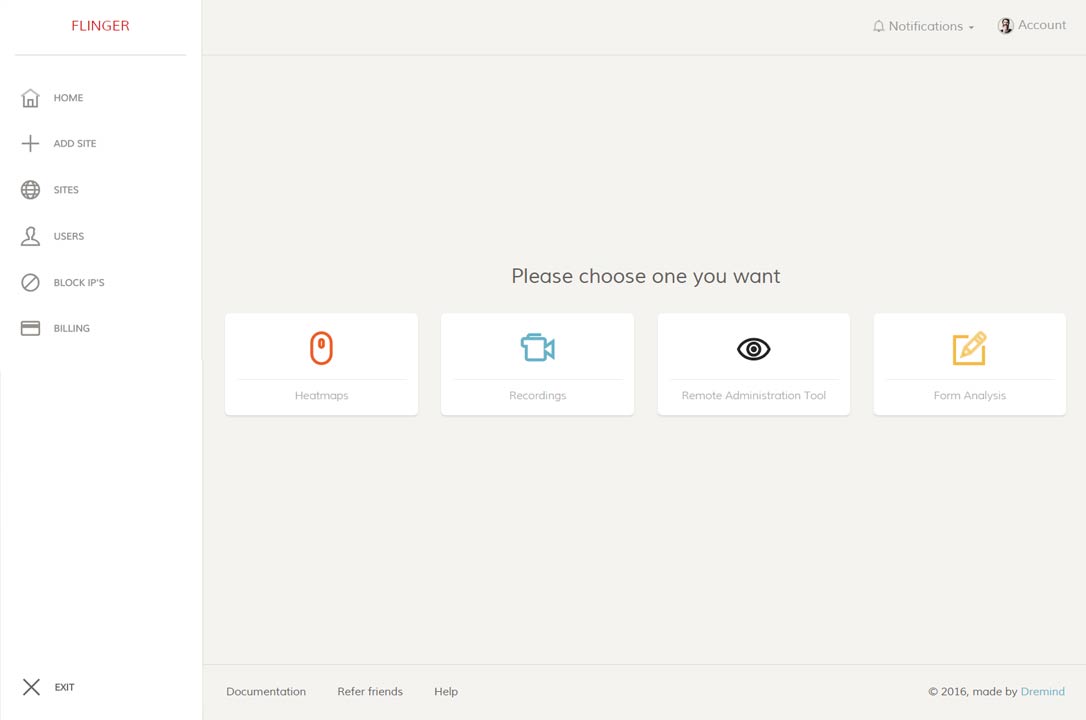 FLINGER
Notifications
Account
HOME
ADD SITE
SITES
USERS
BLOCK IP'S
BILLING
Please choose one you want
Heatmaps
Recordings
Remote Administration Tool
Form Analysis
EXIT
Documentation
Refer friends
Help
© 2016, made by Dremind